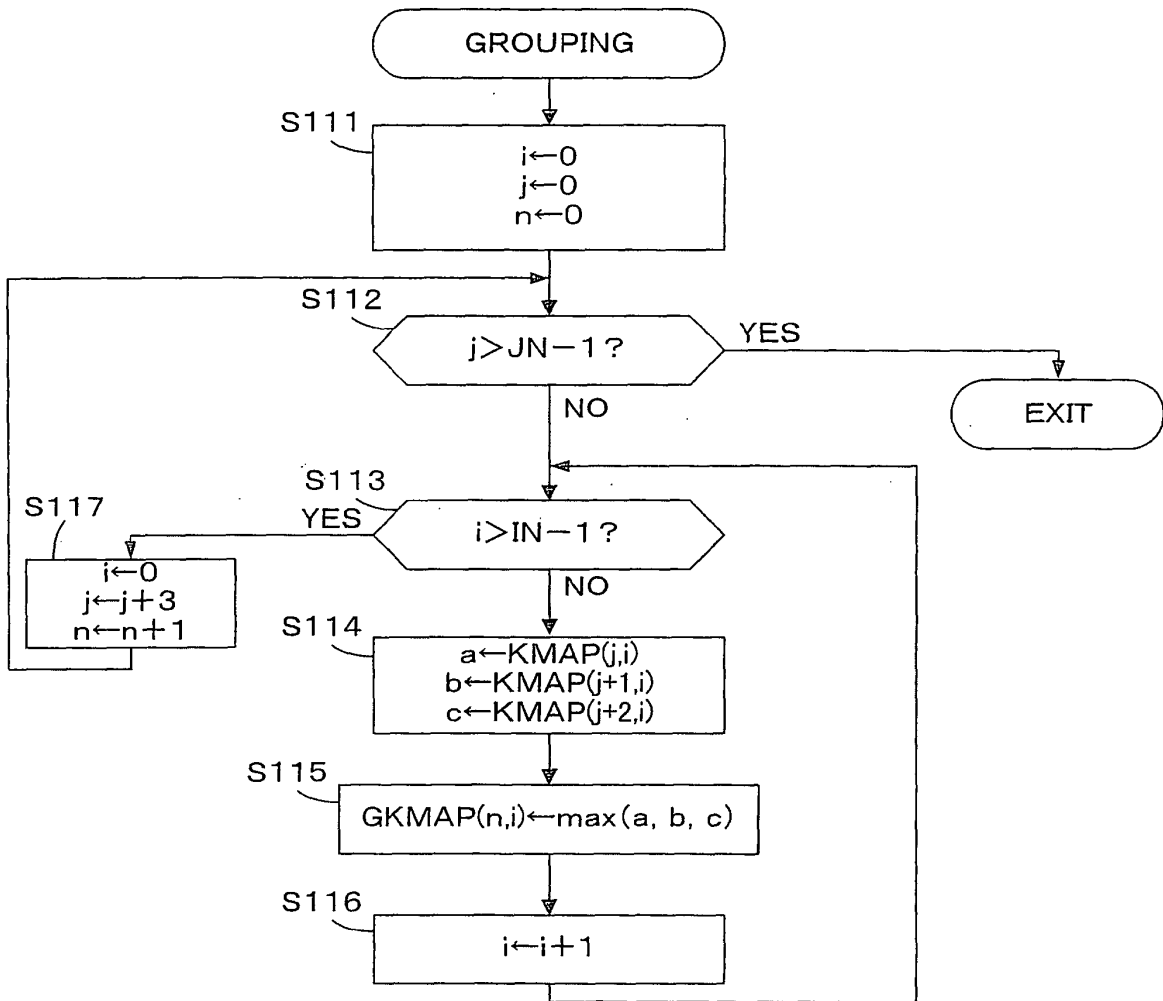 GROUPING
S111
i←0
j←0
n←0
S112
j>JN−1?
YES
EXIT
NO
S113
i>IN−1?
YES
NO
S117
i←0
j←j+3
n←n+1
S114
a←KMAP(j,i)
b←KMAP(j+1,i)
c←KMAP(j+2,i)
S115
GKMAP(n,i)←max(a, b, c)
S116
i←i+1